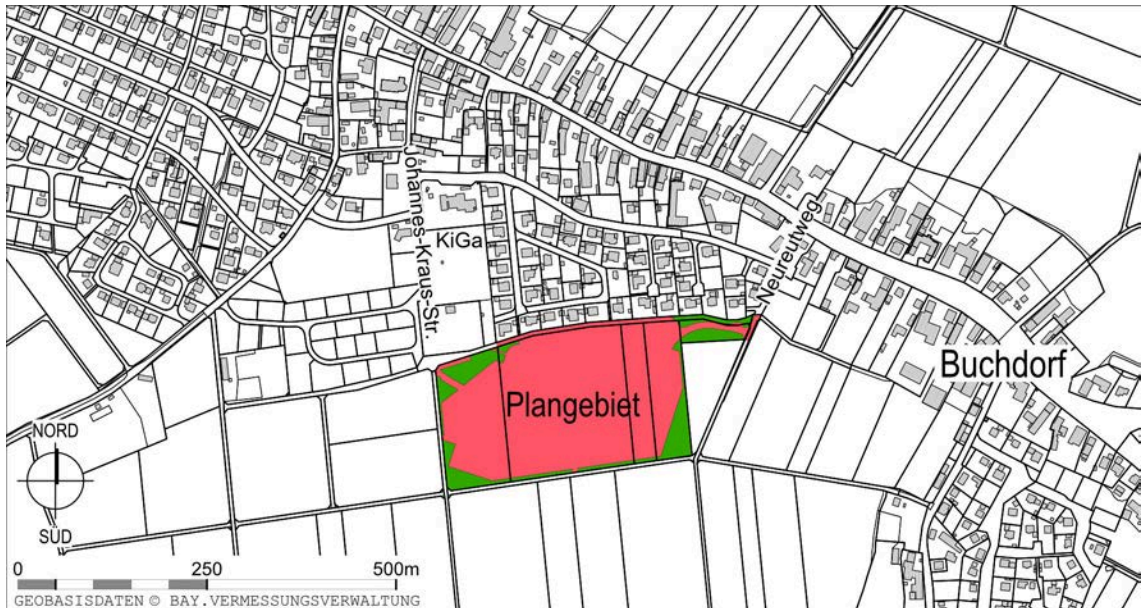 Johannes-Kraus-Str.
KiGa
Neureutweg
Buchdorf
Plangebiet
NORD
SÜD
0 250 500m
GEOBASISDATEN © BAY.VERMESSUNGSVERWALTUNG